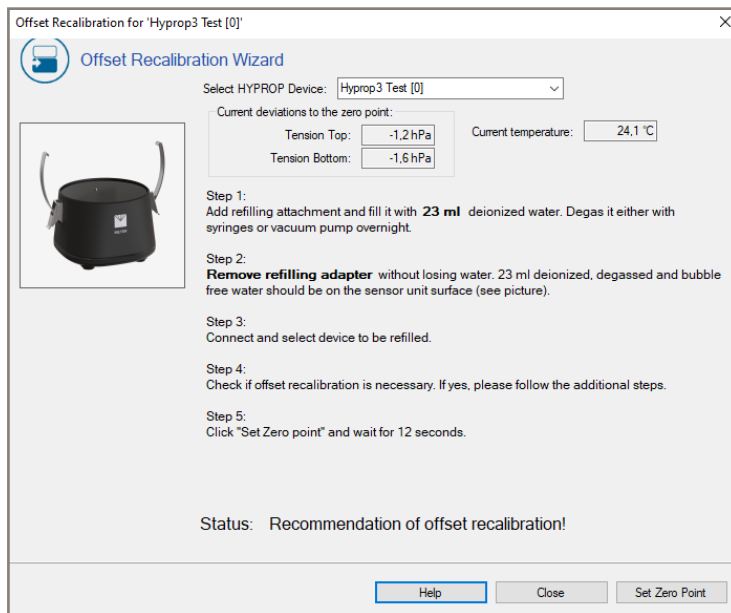 Offset Recalibration for 'Hyprop3 Test [0]'
Offset Recalibration Wizard
Select HYPROP Device: Hyprop3 Test [0]
Current deviations to the zero point:
Tension Top: -1,2 hPa
Current temperature: 24,1 °C
Tension Bottom: -1,6 hPa
Step 1:
Add refilling attachment and fill it with 23 ml deionized water. Degas it either with
syringes or vacuum pump overnight.
Step 2:
Remove refilling adapter without losing water. 23 ml deionized, degassed and bubble
free water should be on the sensor unit surface (see picture).
Step 3:
Connect and select device to be refilled.
Step 4:
Check if offset recalibration is necessary. If yes, please follow the additional steps.
Step 5:
Click "Set Zero point" and wait for 12 seconds.
Status: Recommendation of offset recalibration!
Help Close Set Zero Point